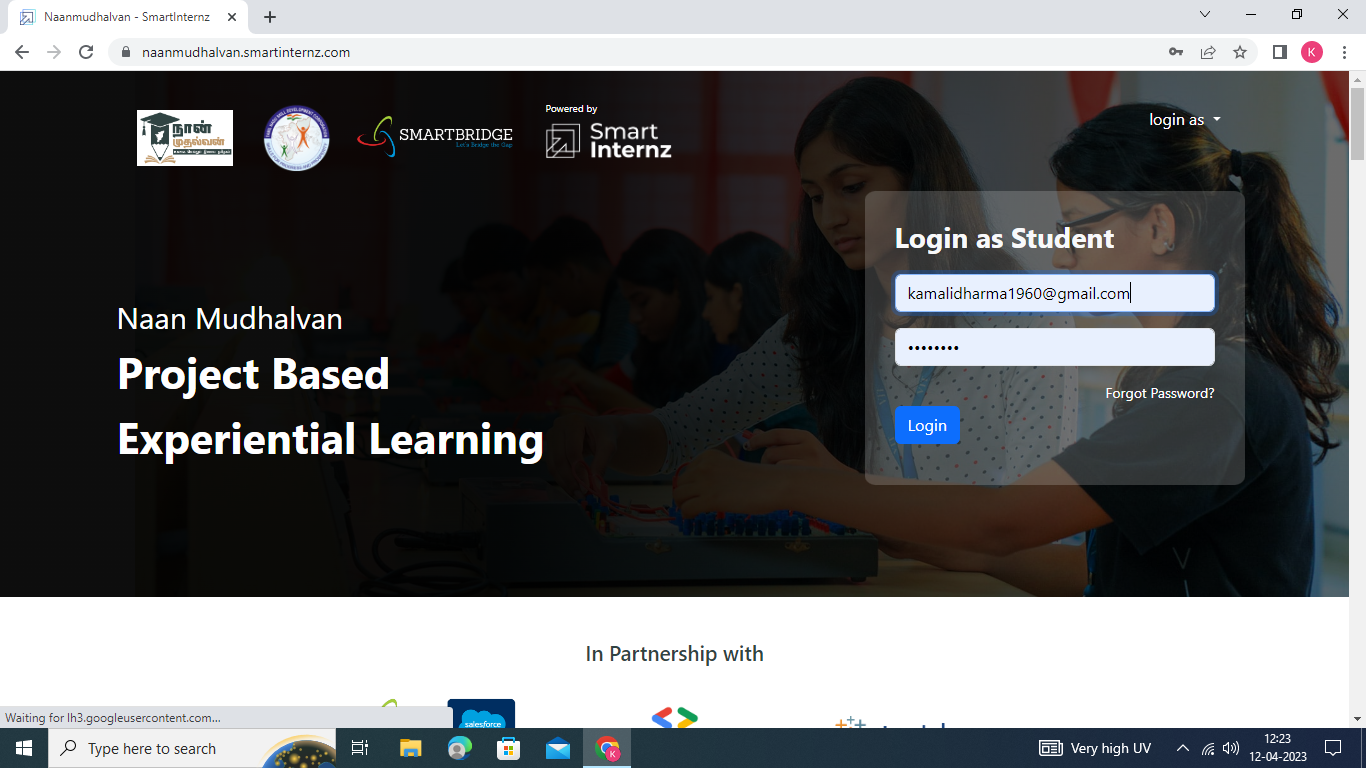 Naanmudhalvan - SmartInternz
naanmudhalvan.smartinternz.com
K
நான்
முதல்வன்
SMARTBRIDGE
Let's Bridge the Gap
Powered by
Smart
Internz
login as
Login as Student
kamalidharma1960@gmail.com
••••••••
Forgot Password?
Login
Naan Mudhalvan
Project Based
Experiential Learning
In Partnership with
salesforce
Waiting for lh3.googleusercontent.com...
Type here to search
K
Very high UV
12:23
12-04-2023